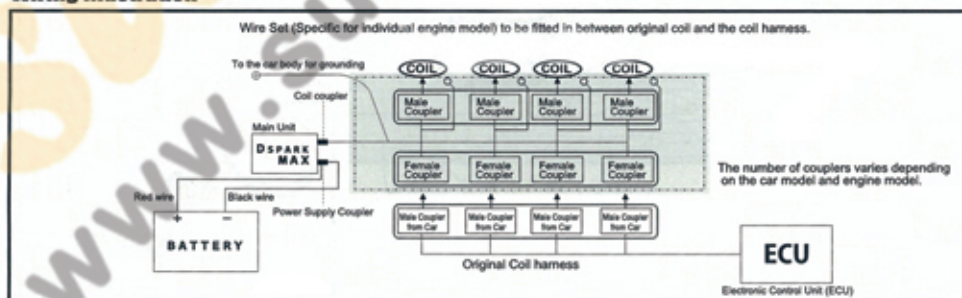 Wire Set (Specific for individual engine model) to be fitted in between original coil and the coil harness.
To the car body for grounding
COIL COIL COIL COIL
Coil coupler
Male Coupler Male Coupler Male Coupler Male Coupler
Main Unit
DSPARK
MAX
Female Coupler Female Coupler Female Coupler Female Coupler
The number of couplers varies depending
on the car model and engine model.
Red wire
Black wire
Power Supply Coupler
+ −
BATTERY
Male Coupler from Car Male Coupler from Car Male Coupler from Car Male Coupler from Car
Original Coil harness
ECU
Electronic Control Unit (ECU)
www.su